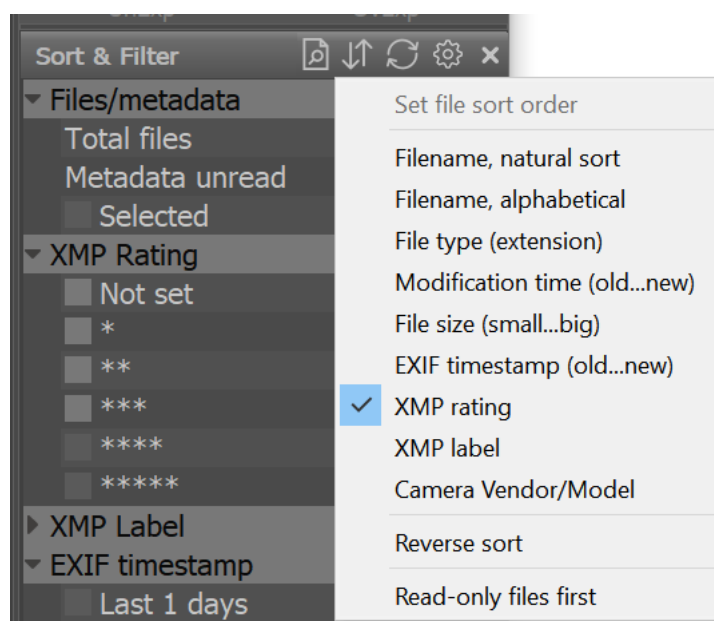 Sort & Filter
Files/metadata
Total files
Metadata unread
Selected
XMP Rating
Not set
*
**
***
****
*****
XMP Label
EXIF timestamp
Last 1 days
Set file sort order
Filename, natural sort
Filename, alphabetical
File type (extension)
Modification time (old...new)
File size (small...big)
EXIF timestamp (old...new)
XMP rating
XMP label
Camera Vendor/Model
Reverse sort
Read-only files first